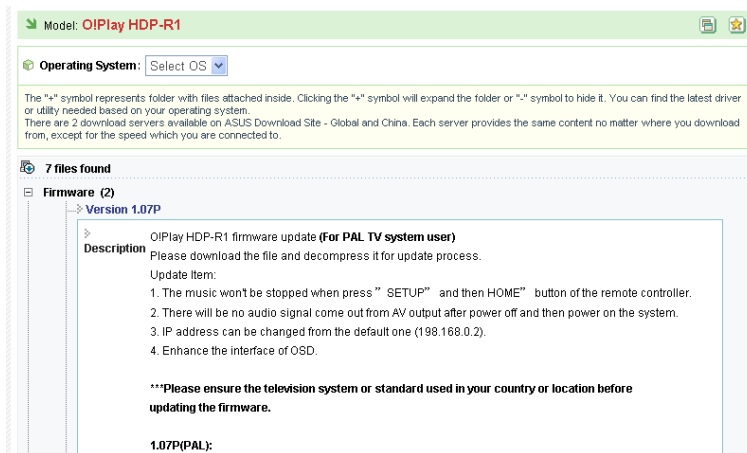 Model: O!Play HDP-R1
Operating System: Select OS
The "+" symbol represents folder with files attached inside. Clicking the "+" symbol will expand the folder or "-" symbol to hide it. You can find the latest driver
or utility needed based on your operating system.
There are 2 download servers available on ASUS Download Site - Global and China. Each server provides the same content no matter where you download
from, except for the speed which you are connected to.
7 files found
Firmware (2)
Version 1.07P
Description
O!Play HDP-R1 firmware update (For PAL TV system user)
Please download the file and decompress it for update process.
Update Item:
1. The music won't be stopped when press ” SETUP” and then HOME” button of the remote controller.
2. There will be no audio signal come out from AV output after power off and then power on the system.
3. IP address can be changed from the default one (198.168.0.2).
4. Enhance the interface of OSD.
***Please ensure the television system or standard used in your country or location before
updating the firmware.
1.07P(PAL):